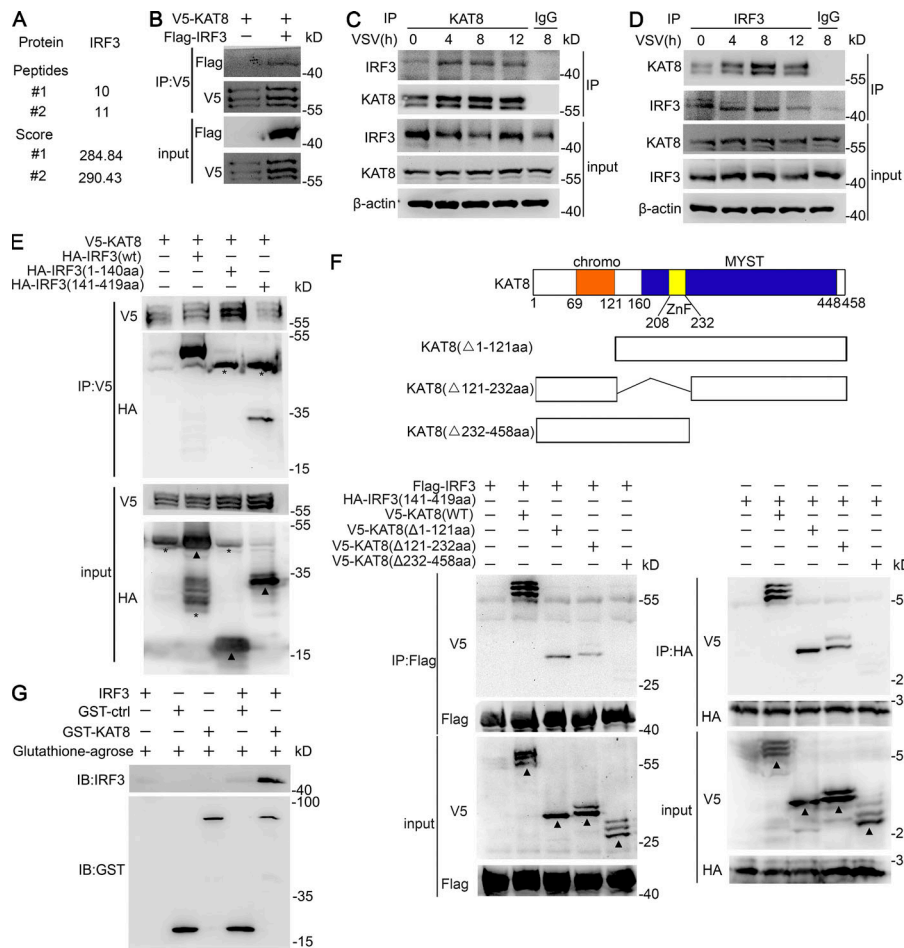 A
Protein IRF3
Peptides
#1 10
#2 11
Score
#1 284.84
#2 290.43
B
V5-KAT8 + +
Flag-IRF3 − + kD
IP:V5
Flag -40
V5 -55
input
Flag -40
V5 -55
C
IP KAT8 IgG
VSV(h) 0 4 8 12 8 kD
IRF3 -40
KAT8 -55
IP
IRF3 -40
KAT8 -55
β-actin -40
input
D
IP IRF3 IgG
VSV(h) 0 4 8 12 8 kD
KAT8 -55
IRF3 -40
IP
KAT8 -55
IRF3 -40
β-actin -40
input
E
V5-KAT8 + + + +
HA-IRF3(wt) − + − −
HA-IRF3(1-140aa) − − + −
HA-IRF3(141-419aa) − − − + kD
IP:V5
V5 -55
-55
* *
HA -35
-15
input
V5 -55
-55
* ▲ *
HA -35
▲
*
▲ -15
F
chromo MYST
KAT8
1 69 121 160 ZnF 448 458
208 232
KAT8(△1-121aa)
KAT8(△121-232aa)
KAT8(△232-458aa)
Flag-IRF3 + + + + +
HA-IRF3(141-419aa) − − − − −
V5-KAT8(WT) − + − − −
V5-KAT8(Δ1-121aa) − − + − −
V5-KAT8(Δ121-232aa) − − − + −
V5-KAT8(Δ232-458aa) − − − − + kD
IP:Flag
V5 -55
-25
Flag -40
input
V5 -55
▲
▲ ▲ ▲ -25
Flag -40
− − − − −
+ + + + +
− + − − −
− − + − −
− − − + −
− − − − + kD
IP:HA
V5 -55
-2
HA -3
input
V5 -55
▲
▲ ▲ ▲ -2
HA -3
G
IRF3 + − − + +
GST-ctrl − + − + −
GST-KAT8 − − + − +
Glutathione-agrose + + + + + kD
IB:IRF3 -40
-100
IB:GST -35
-15